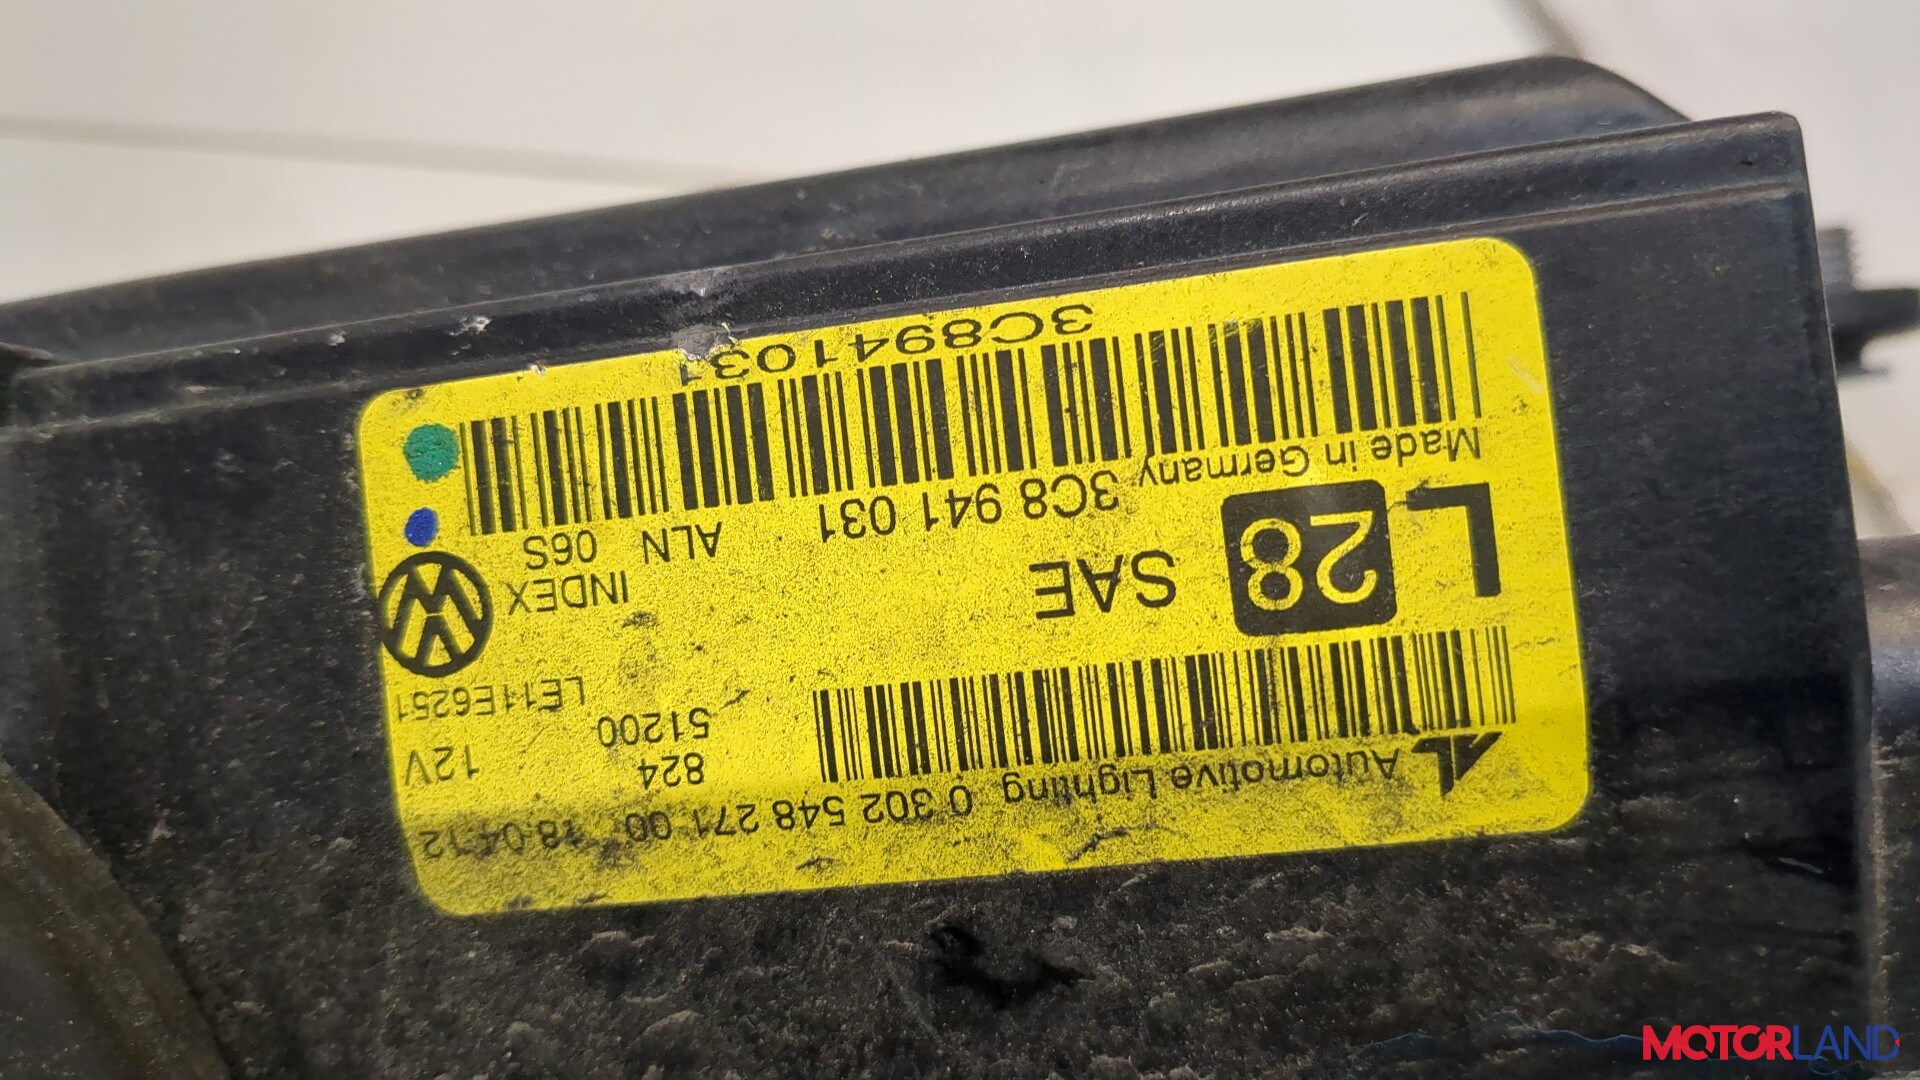 Automotive Lighting 0 302 548 271 00 18.04.12
824 12V
51200
LE11E6251
L 28 SAE
INDEX
Made in Germany 3C8 941 031 ALN 06S
3C8941031
MOTORLAND